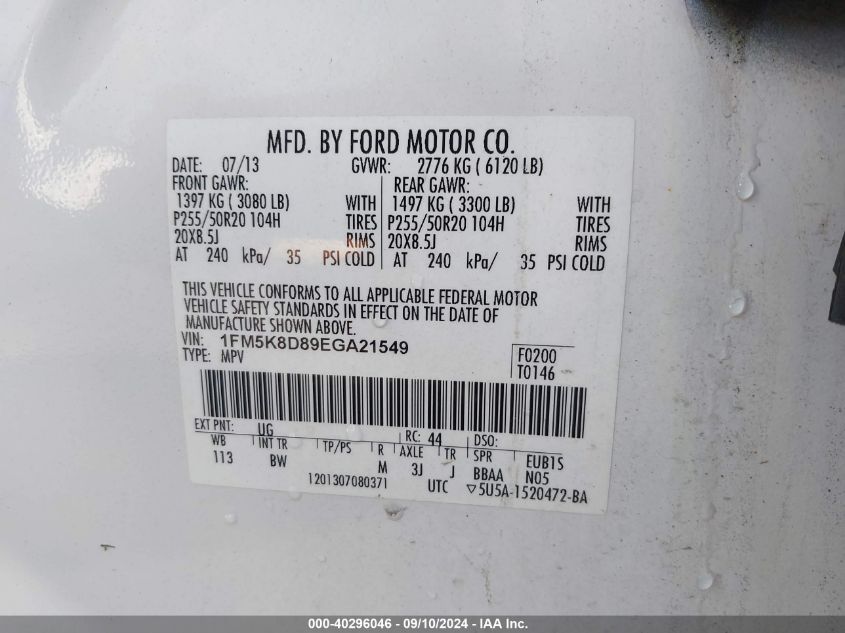 MFD. BY FORD MOTOR CO.
DATE: 07/13 GVWR: 2776 KG ( 6120 LB)
FRONT GAWR: REAR GAWR:
1397 KG ( 3080 LB) WITH 1497 KG ( 3300 LB) WITH
P255/50R20 104H TIRES P255/50R20 104H TIRES
20X8.5J RIMS 20X8.5J RIMS
AT 240 kPa/ 35 PSI COLD AT 240 kPa/ 35 PSI COLD
THIS VEHICLE CONFORMS TO ALL APPLICABLE FEDERAL MOTOR
VEHICLE SAFETY STANDARDS IN EFFECT ON THE DATE OF
MANUFACTURE SHOWN ABOVE.
VIN: 1FM5K8D89EGA21549
TYPE: MPV
F0200
T0146
EXT PNT: UG RC: 44 DSO:
WB INT TR TP/PS R AXLE TR SPR EUB1S
113 BW M 3J J BBAA N05
1201307080371 UTC ▽5U5A-1520472-BA
000-40296046 - 09/10/2024 - IAA Inc.